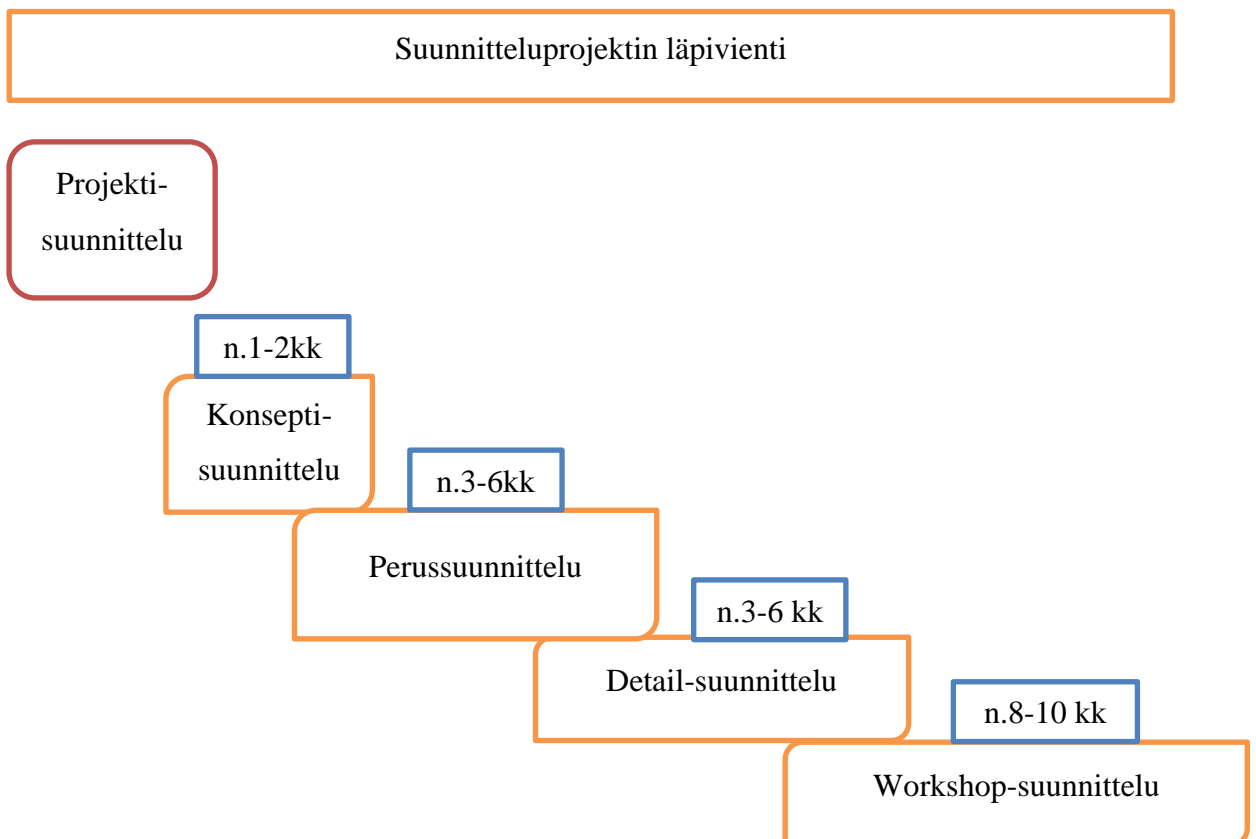 Suunnitteluprojektin läpivienti
Projekti-
suunnittelu
n.1-2kk
Konsepti-
suunnittelu
n.3-6kk
Perussuunnittelu
n.3-6 kk
Detail-suunnittelu
n.8-10 kk
Workshop-suunnittelu